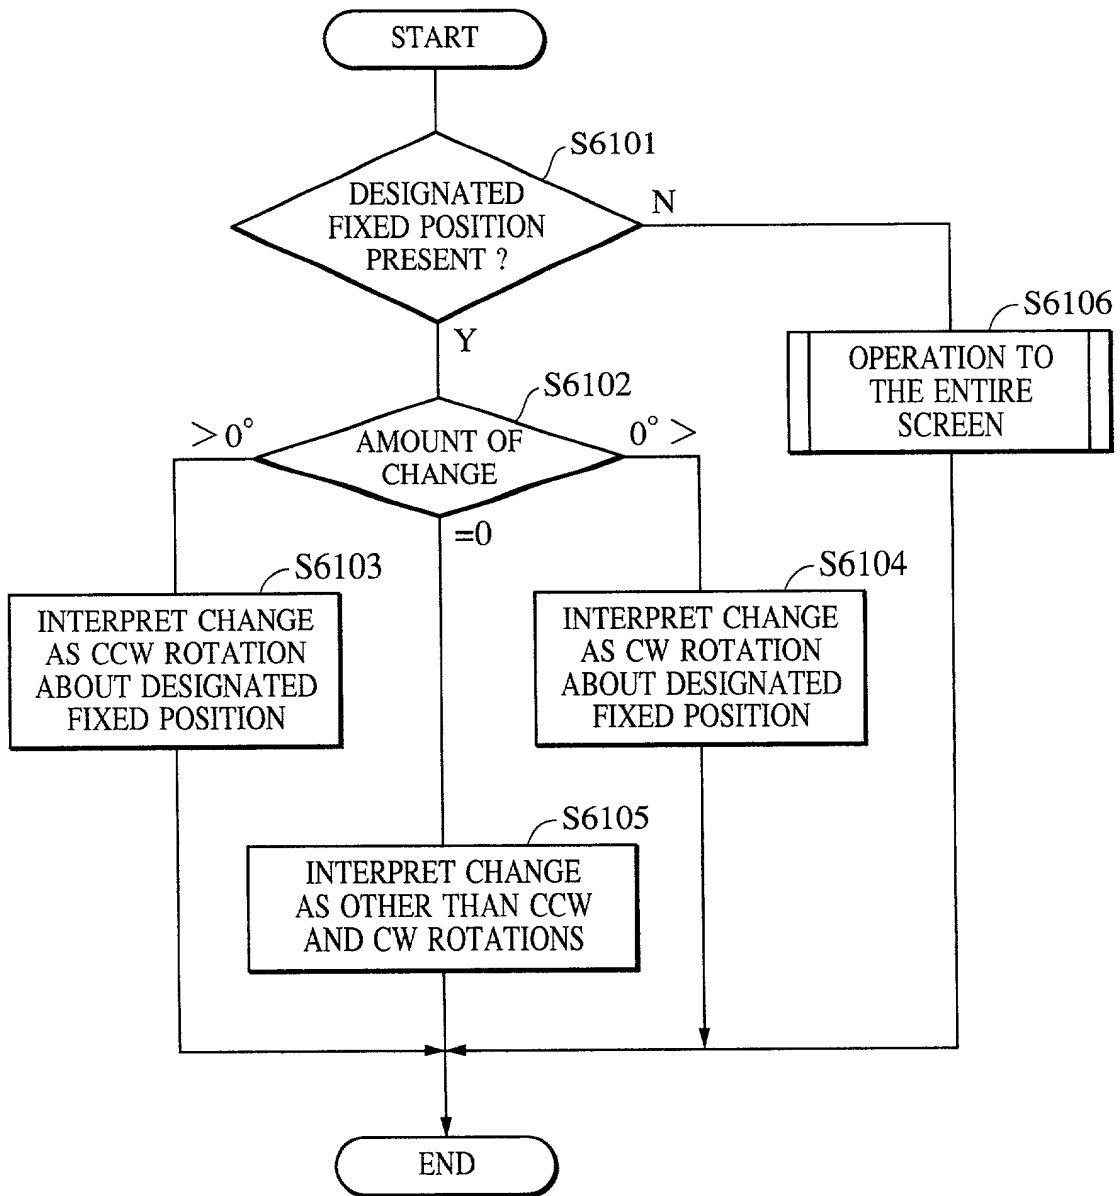 START
S6101
DESIGNATED
FIXED POSITION
PRESENT ?
N
Y
S6106
OPERATION TO
THE ENTIRE
SCREEN
S6102
> 0°
AMOUNT OF
CHANGE
0° >
=0
S6103
INTERPRET CHANGE
AS CCW ROTATION
ABOUT DESIGNATED
FIXED POSITION
S6104
INTERPRET CHANGE
AS CW ROTATION
ABOUT DESIGNATED
FIXED POSITION
S6105
INTERPRET CHANGE
AS OTHER THAN CCW
AND CW ROTATIONS
END